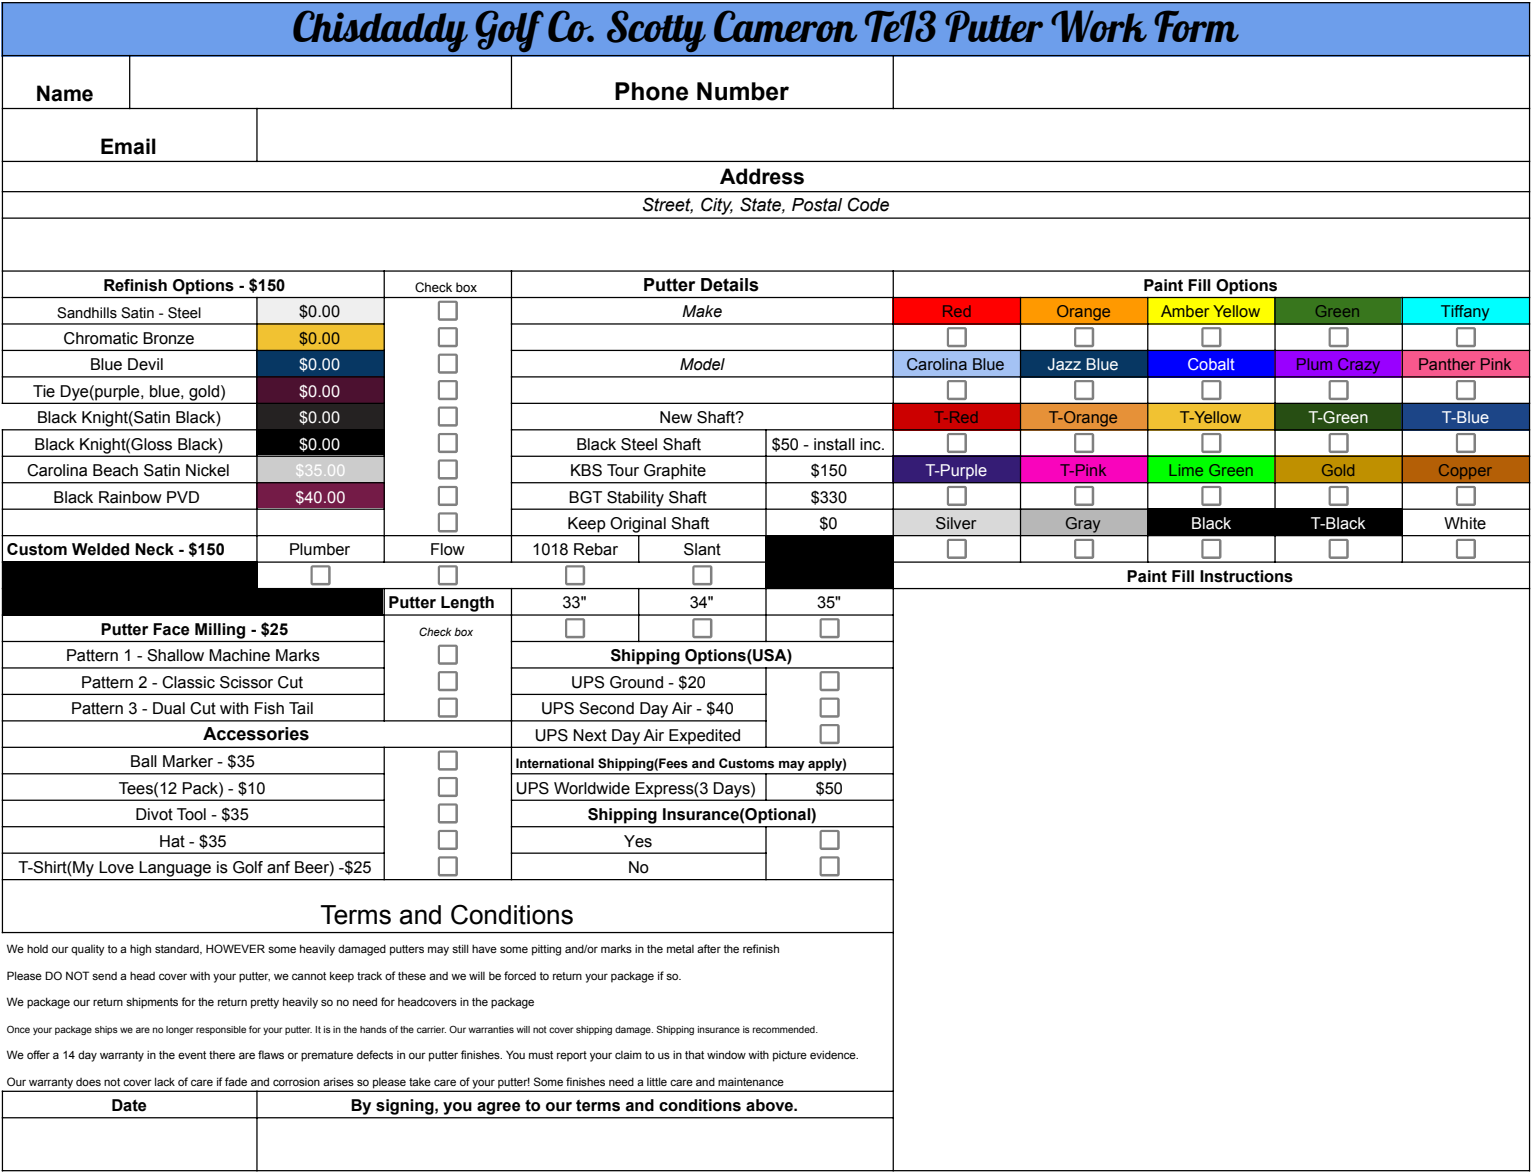 Chisdaddy Golf Co. Scotty Cameron TeI3 Putter Work Form
Name
Phone Number
Email
Address
Street, City, State, Postal Code
Refinish Options - $150
Check box
Sandhills Satin - Steel $0.00
Chromatic Bronze $0.00
Blue Devil $0.00
Tie Dye(purple, blue, gold) $0.00
Black Knight(Satin Black) $0.00
Black Knight(Gloss Black) $0.00
Carolina Beach Satin Nickel $35.00
Black Rainbow PVD $40.00
Putter Details
Make
Model
New Shaft?
Black Steel Shaft $50 - install inc.
KBS Tour Graphite $150
BGT Stability Shaft $330
Keep Original Shaft $0
Paint Fill Options
Red Orange Amber Yellow Green Tiffany
Carolina Blue Jazz Blue Cobalt Plum Crazy Panther Pink
T-Red T-Orange T-Yellow T-Green T-Blue
T-Purple T-Pink Lime Green Gold Copper
Silver Gray Black T-Black White
Custom Welded Neck - $150 Plumber Flow 1018 Rebar Slant
Paint Fill Instructions
Putter Length 33" 34" 35"
Putter Face Milling - $25
Check box
Pattern 1 - Shallow Machine Marks
Pattern 2 - Classic Scissor Cut
Pattern 3 - Dual Cut with Fish Tail
Accessories
Ball Marker - $35
Tees(12 Pack) - $10
Divot Tool - $35
Hat - $35
T-Shirt(My Love Language is Golf anf Beer) -$25
Shipping Options(USA)
UPS Ground - $20
UPS Second Day Air - $40
UPS Next Day Air Expedited
International Shipping(Fees and Customs may apply)
UPS Worldwide Express(3 Days) $50
Shipping Insurance(Optional)
Yes
No
Terms and Conditions
We hold our quality to a high standard, HOWEVER some heavily damaged putters may still have some pitting and/or marks in the metal after the refinish
Please DO NOT send a head cover with your putter, we cannot keep track of these and we will be forced to return your package if so.
We package our return shipments for the return pretty heavily so no need for headcovers in the package
Once your package ships we are no longer responsible for your putter. It is in the hands of the carrier. Our warranties will not cover shipping damage. Shipping insurance is recommended.
We offer a 14 day warranty in the event there are flaws or premature defects in our putter finishes. You must report your claim to us in that window with picture evidence.
Our warranty does not cover lack of care if fade and corrosion arises so please take care of your putter! Some finishes need a little care and maintenance
Date
By signing, you agree to our terms and conditions above.